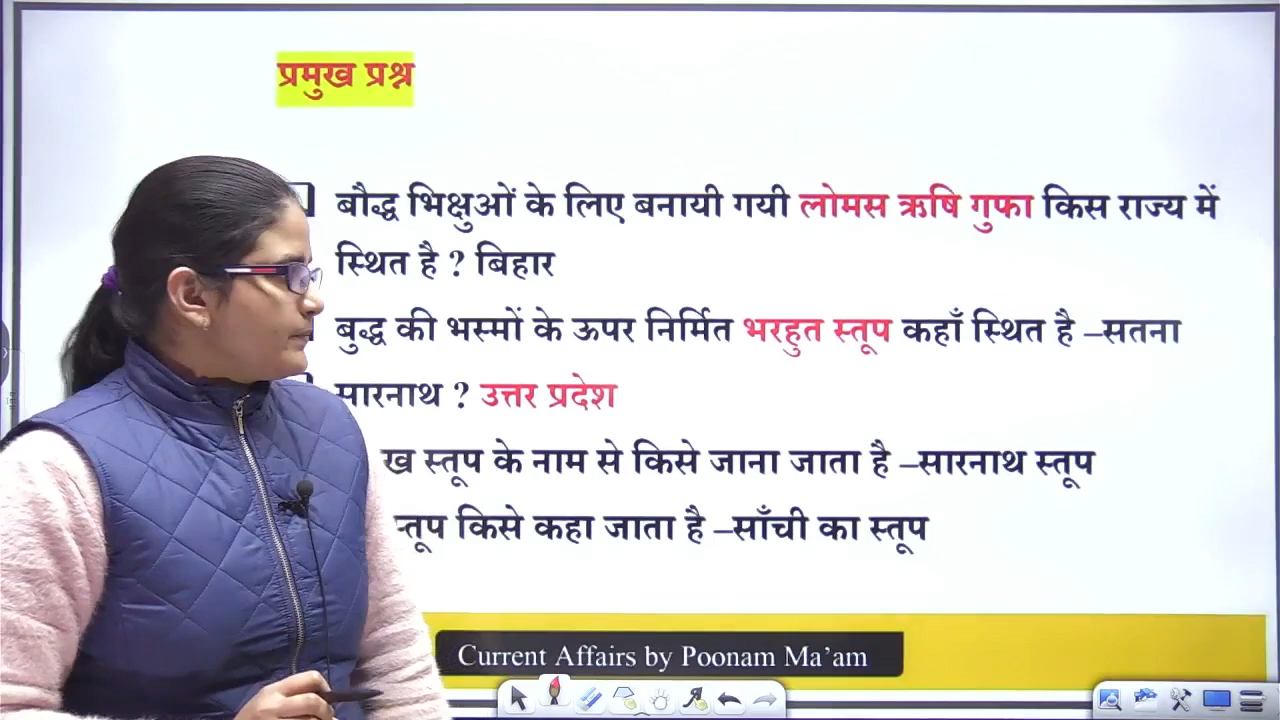 प्रमुख प्रश्न
बौद्ध भिक्षुओं के लिए बनायी गयी लोमस ऋषि गुफा किस राज्य में
स्थित है ? बिहार
बुद्ध की भस्मों के ऊपर निर्मित भरहुत स्तूप कहाँ स्थित है –सतना
सारनाथ ? उत्तर प्रदेश
ख स्तूप के नाम से किसे जाना जाता है –सारनाथ स्तूप
स्तूप किसे कहा जाता है –साँची का स्तूप
Current Affairs by Poonam Ma’am